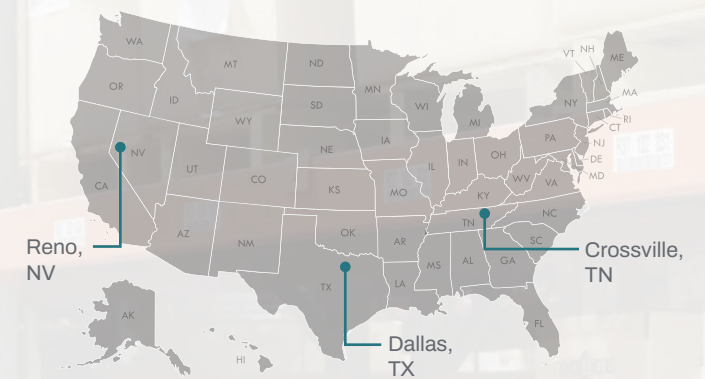 WA
MT
ND
MN
ME
VT NH
OR
ID
SD
WI
MI
NY
MA
RI
CT
WY
IA
NE
PA
NJ
DE
MD
NV
UT
CO
IL
IN
OH
WV
VA
CA
KS
MO
KY
NC
AZ
NM
OK
AR
TN
SC
TX
LA
MS
AL
GA
FL
AK
HI
Reno,
NV
Crossville,
TN
Dallas,
TX